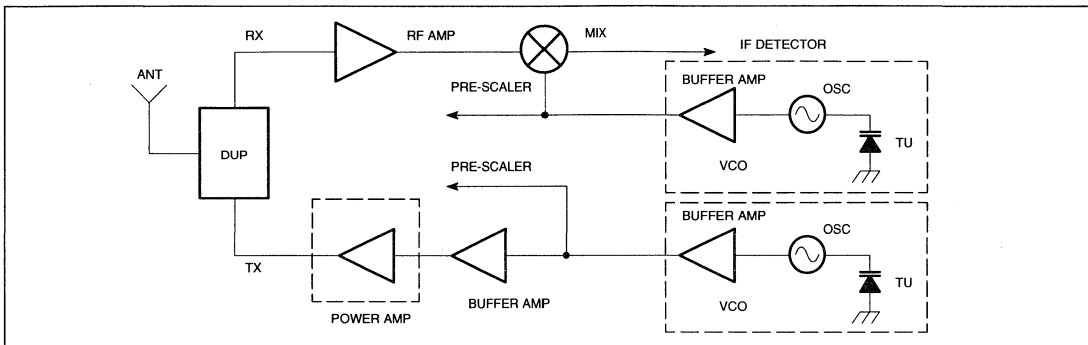 RX
RF AMP
MIX
IF DETECTOR
ANT
PRE-SCALER
BUFFER AMP
OSC
DUP
TU
VCO
PRE-SCALER
BUFFER AMP
OSC
TX
TU
BUFFER AMP
VCO
POWER AMP